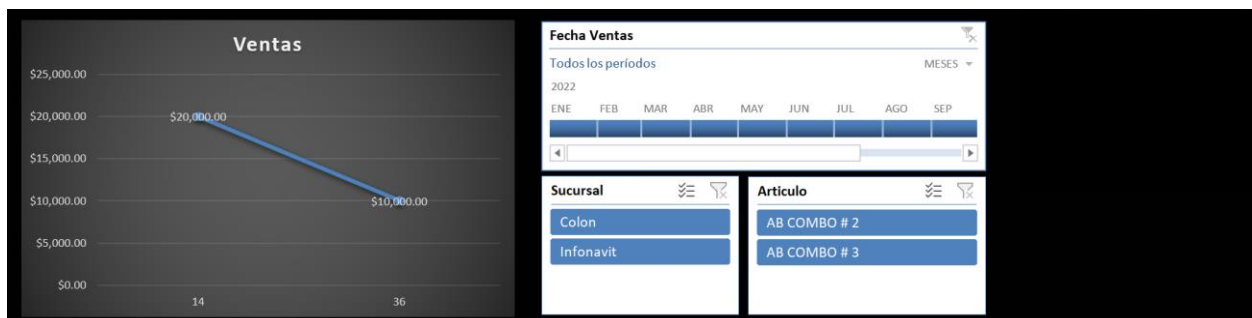 Ventas
$25,000.00
$20,000.00
$15,000.00
$10,000.00
$5,000.00
$0.00
$20,000.00
$10,000.00
14 36
Fecha Ventas
Todos los períodos MESES
2022
ENE FEB MAR ABR MAY JUN JUL AGO SEP
Sucursal
Colon
Infonavit
Articulo
AB COMBO # 2
AB COMBO # 3